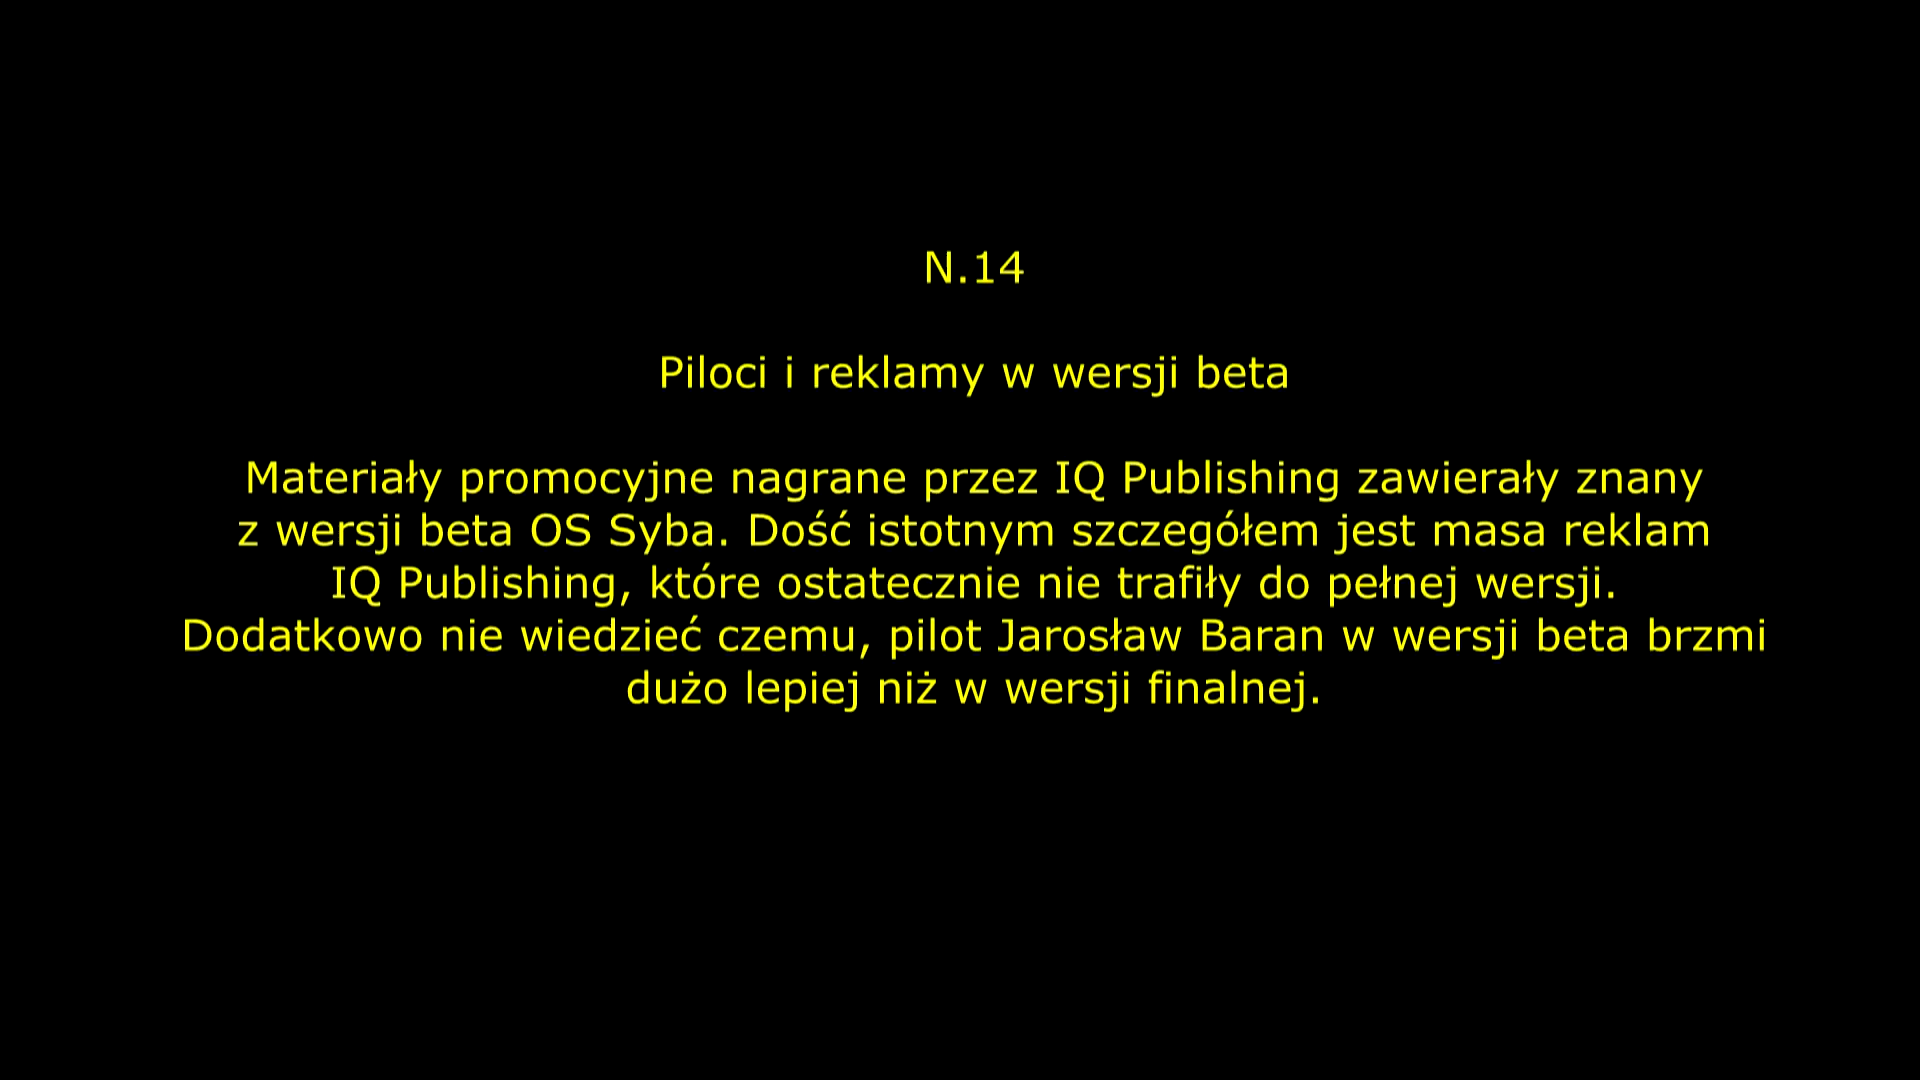 N.14
Piloci i reklamy w wersji beta
Materiały promocyjne nagrane przez IQ Publishing zawierały znany
z wersji beta OS Syba. Dość istotnym szczegółem jest masa reklam
IQ Publishing, które ostatecznie nie trafiły do pełnej wersji.
Dodatkowo nie wiedzieć czemu, pilot Jarosław Baran w wersji beta brzmi
dużo lepiej niż w wersji finalnej.